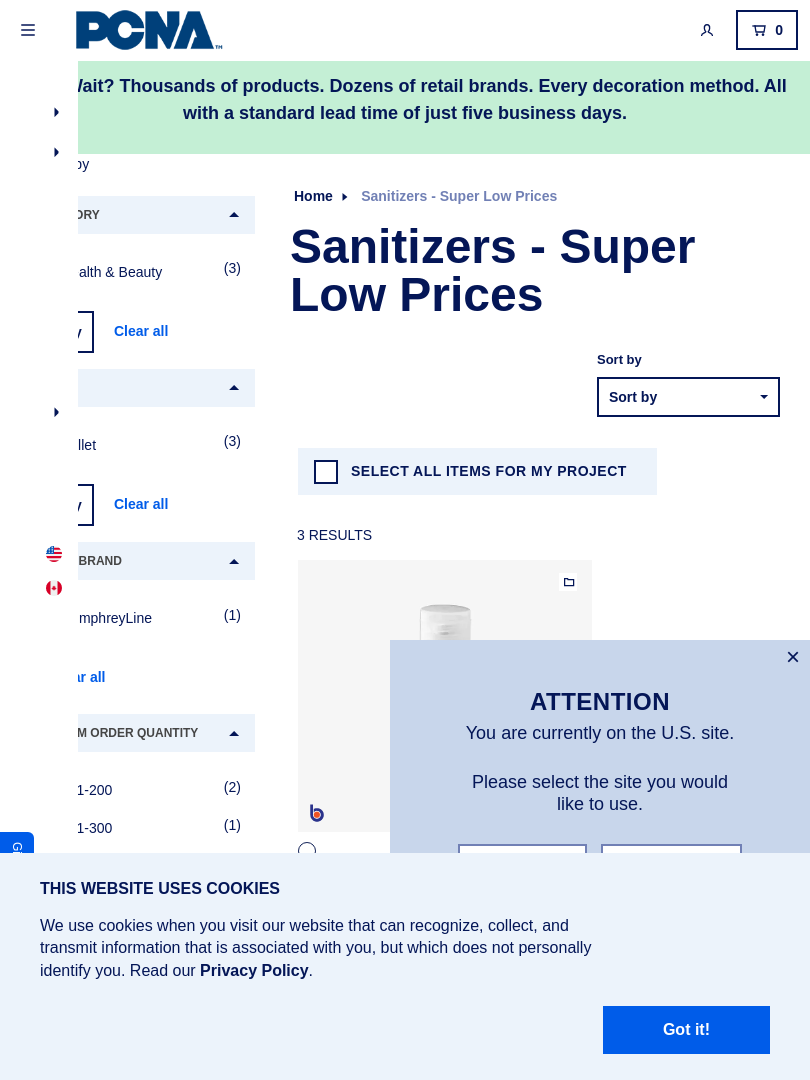 PCNA™
0
Wait? Thousands of products. Dozens of retail brands. Every decoration method. All
with a standard lead time of just five business days.
by
Home
Sanitizers - Super Low Prices
Sanitizers - Super
Low Prices
ORY
alth & Beauty
(3)
Clear all
Sort by
Sort by
llet
(3)
Clear all
SELECT ALL ITEMS FOR MY PROJECT
3 RESULTS
BRAND
mphreyLine
(1)
ar all
M ORDER QUANTITY
1-200
(2)
1-300
(1)
b
×
ATTENTION
You are currently on the U.S. site.
Please select the site you would
like to use.
THIS WEBSITE USES COOKIES
We use cookies when you visit our website that can recognize, collect, and
transmit information that is associated with you, but which does not personally
identify you. Read our Privacy Policy.
Got it!